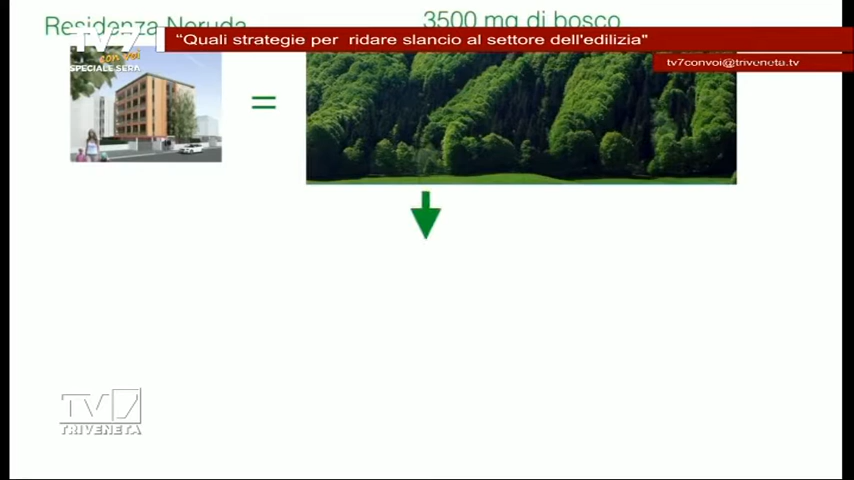 Residenza Neruda
3500 mq di bosco
TV7
con voi
SPECIALE SERA
“Quali strategie per ridare slancio al settore dell'edilizia"
tv7convoi@triveneta.tv
=
TV7
TRIVENETA